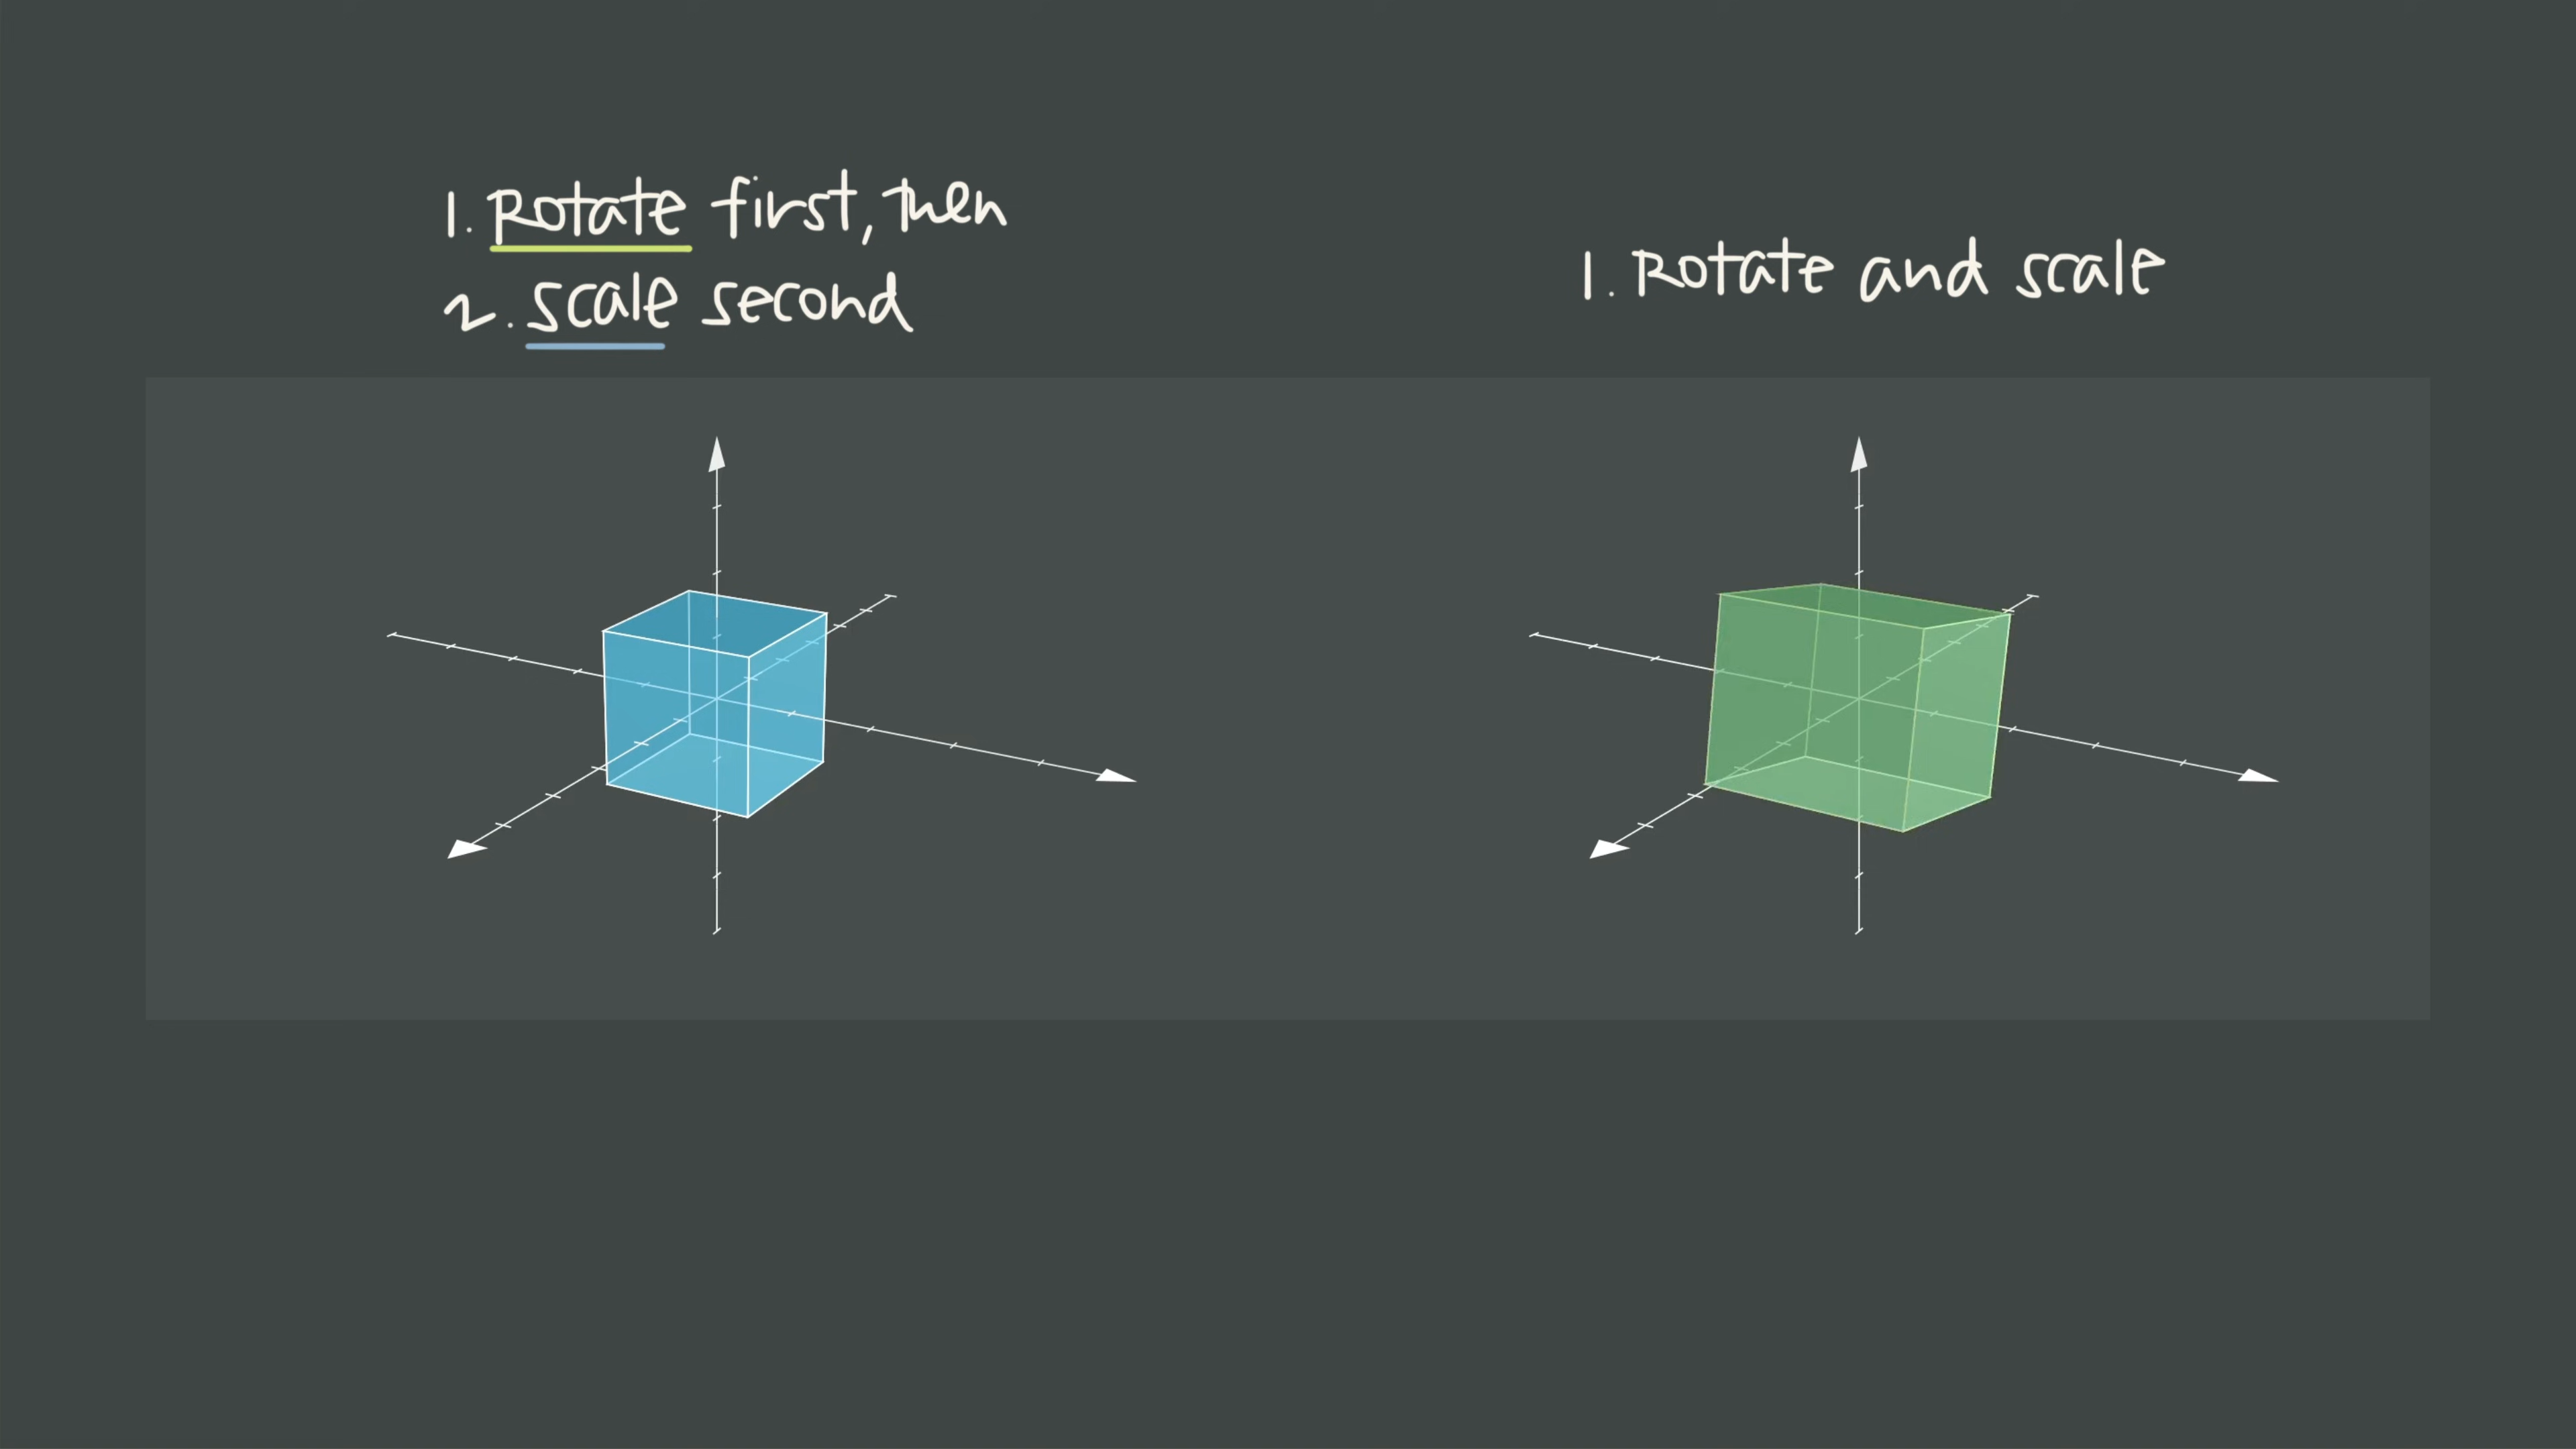 1. Rotate first, then
2. scale second
1. Rotate and scale